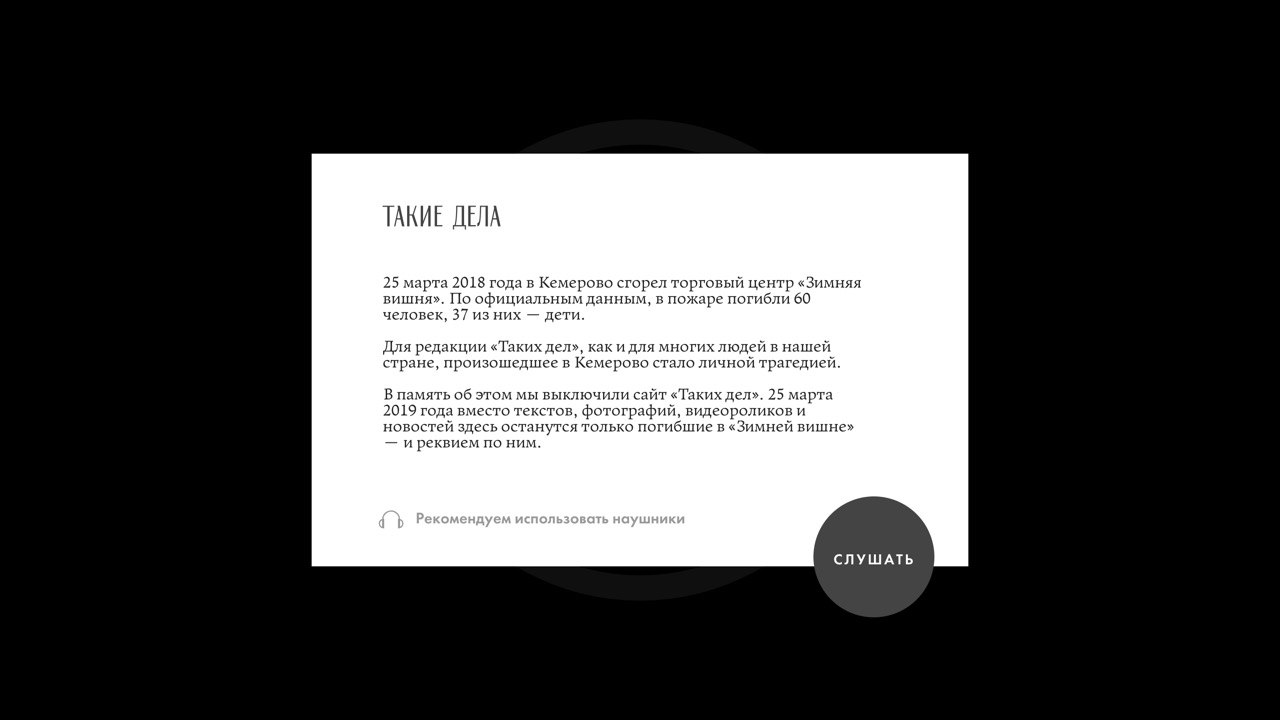 ТАКИЕ ДЕЛА
25 марта 2018 года в Кемерово сгорел торговый центр «Зимняя
вишня». По официальным данным, в пожаре погибли 60
человек, 37 из них — дети.
Для редакции «Таких дел», как и для многих людей в нашей
стране, произошедшее в Кемерово стало личной трагедией.
В память об этом мы выключили сайт «Таких дел». 25 марта
2019 года вместо текстов, фотографий, видеороликов и
новостей здесь останутся только погибшие в «Зимней вишне»
— и реквием по ним.
Рекомендуем использовать наушники
СЛУШАТЬ